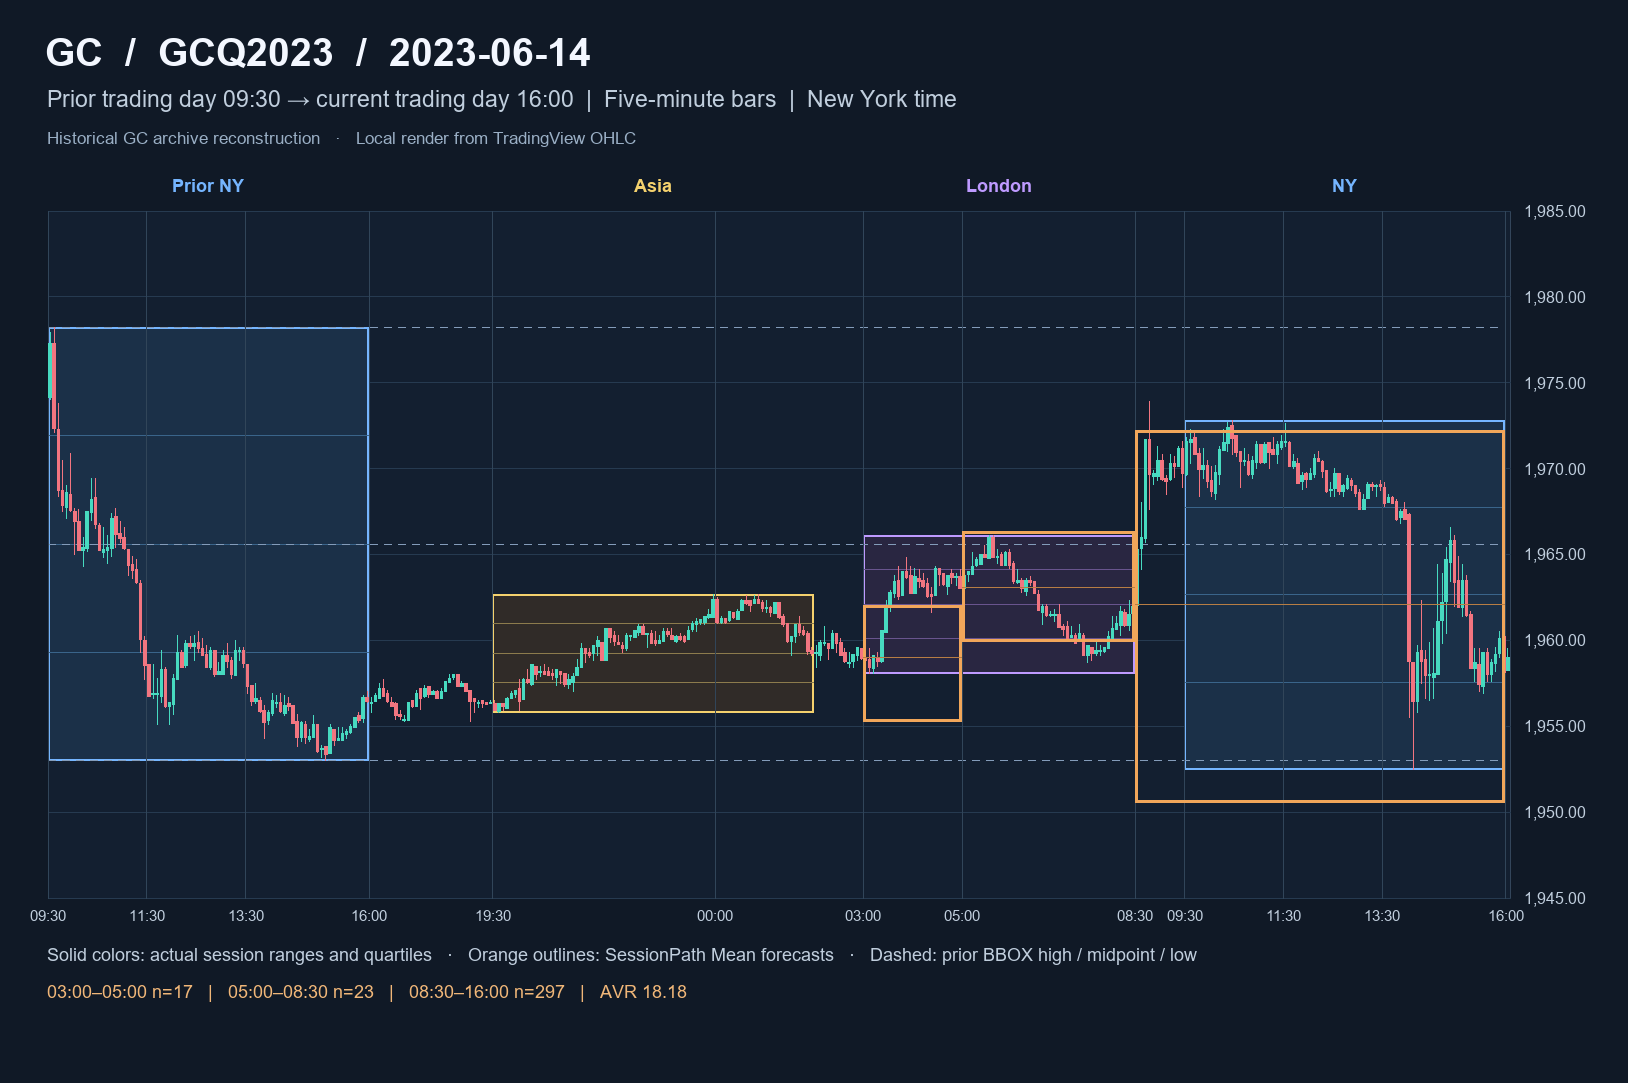 GC / GCQ2023 / 2023-06-14
Prior trading day 09:30 → current trading day 16:00 | Five-minute bars | New York time
Historical GC archive reconstruction · Local render from TradingView OHLC
Prior NY Asia London NY
1,985.00
1,980.00
1,975.00
1,970.00
1,965.00
1,960.00
1,955.00
1,950.00
1,945.00
09:30 11:30 13:30 16:00 19:30 00:00 03:00 05:00 08:30 09:30 11:30 13:30 16:00
Solid colors: actual session ranges and quartiles · Orange outlines: SessionPath Mean forecasts · Dashed: prior BBOX high / midpoint / low
03:00–05:00 n=17 | 05:00–08:30 n=23 | 08:30–16:00 n=297 | AVR 18.18